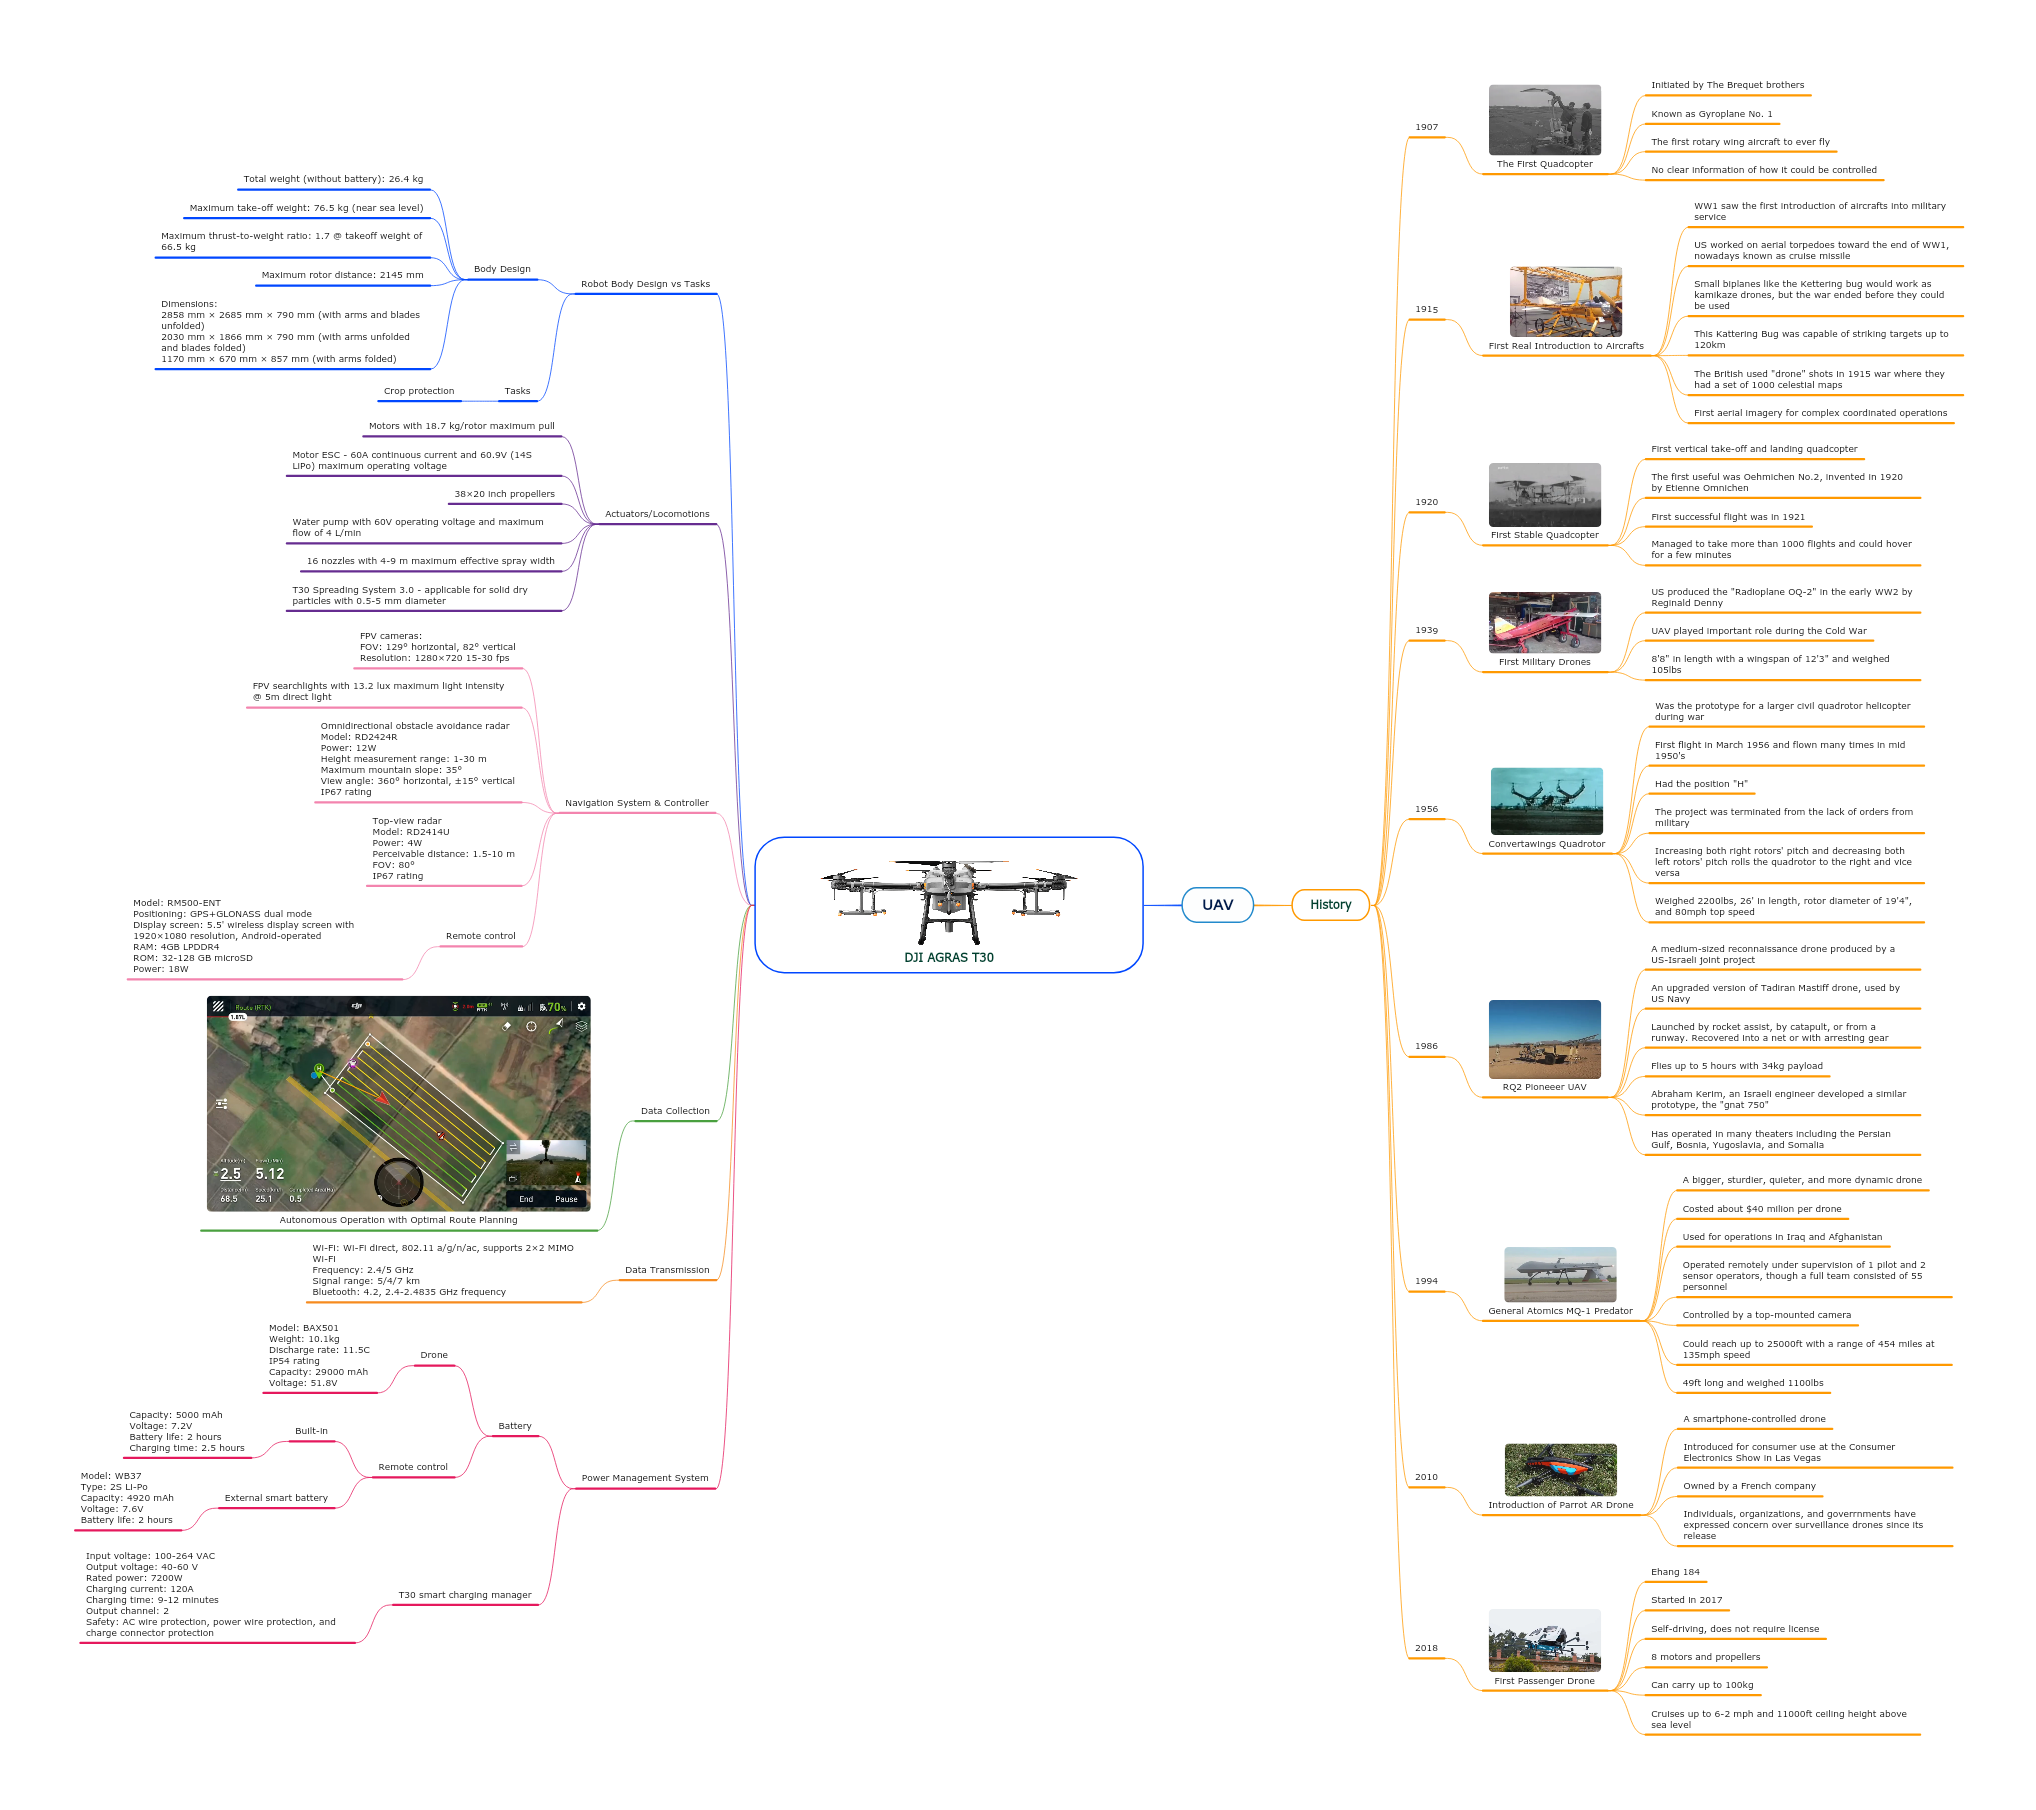 Total weight (without battery): 26.4 kg
Maximum take-off weight: 76.5 kg (near sea level)
Maximum thrust-to-weight ratio: 1.7 @ takeoff weight of
66.5 kg
Maximum rotor distance: 2145 mm
Dimensions:
2858 mm × 2685 mm × 790 mm (with arms and blades
unfolded)
2030 mm × 1866 mm × 790 mm (with arms unfolded
and blades folded)
1170 mm × 670 mm × 857 mm (with arms folded)
Body Design
Robot Body Design vs Tasks
Crop protection
Tasks
Motors with 18.7 kg/rotor maximum pull
Motor ESC - 60A continuous current and 60.9V (14S
LiPo) maximum operating voltage
38×20 inch propellers
Water pump with 60V operating voltage and maximum
flow of 4 L/min
16 nozzles with 4-9 m maximum effective spray width
T30 Spreading System 3.0 - applicable for solid dry
particles with 0.5-5 mm diameter
Actuators/Locomotions
FPV cameras:
FOV: 129° horizontal, 82° vertical
Resolution: 1280×720 15-30 fps
FPV searchlights with 13.2 lux maximum light intensity
@ 5m direct light
Omnidirectional obstacle avoidance radar
Model: RD2424R
Power: 12W
Height measurement range: 1-30 m
Maximum mountain slope: 35°
View angle: 360° horizontal, ±15° vertical
IP67 rating
Navigation System & Controller
Top-view radar
Model: RD2414U
Power: 4W
Perceivable distance: 1.5-10 m
FOV: 80°
IP67 rating
Model: RM500-ENT
Positioning: GPS+GLONASS dual mode
Display screen: 5.5' wireless display screen with
1920×1080 resolution, Android-operated
RAM: 4GB LPDDR4
ROM: 32-128 GB microSD
Power: 18W
Remote control
Route (RTK)
dji
RTK
70%
1.87L
H
Altitude(m)
2.5
5.12
68.5
25.1
0.5
End
Pause
Autonomous Operation with Optimal Route Planning
Data Collection
Wi-Fi: Wi-Fi direct, 802.11 a/g/n/ac, supports 2×2 MIMO
Wi-Fi
Frequency: 2.4/5 GHz
Signal range: 5/4/7 km
Bluetooth: 4.2, 2.4-2.4835 GHz frequency
Data Transmission
Model: BAX501
Weight: 10.1kg
Discharge rate: 11.5C
IP54 rating
Capacity: 29000 mAh
Voltage: 51.8V
Drone
Battery
Capacity: 5000 mAh
Voltage: 7.2V
Battery life: 2 hours
Charging time: 2.5 hours
Built-in
Remote control
Model: WB37
Type: 2S Li-Po
Capacity: 4920 mAh
Voltage: 7.6V
Battery life: 2 hours
External smart battery
Power Management System
Input voltage: 100-264 VAC
Output voltage: 40-60 V
Rated power: 7200W
Charging current: 120A
Charging time: 9-12 minutes
Output channel: 2
Safety: AC wire protection, power wire protection, and
charge connector protection
T30 smart charging manager
DJI AGRAS T30
UAV
History
1907
The First Quadcopter
Initiated by The Brequet brothers
Known as Gyroplane No. 1
The first rotary wing aircraft to ever fly
No clear information of how it could be controlled
1915
First Real Introduction to Aircrafts
WW1 saw the first introduction of aircrafts into military
service
US worked on aerial torpedoes toward the end of WW1,
nowadays known as cruise missile
Small biplanes like the Kettering bug would work as
kamikaze drones, but the war ended before they could
be used
This Kattering Bug was capable of striking targets up to
120km
The British used "drone" shots in 1915 war where they
had a set of 1000 celestial maps
First aerial imagery for complex coordinated operations
1920
First Stable Quadcopter
First vertical take-off and landing quadcopter
The first useful was Oehmichen No.2, invented in 1920
by Etienne Omnichen
First successful flight was in 1921
Managed to take more than 1000 flights and could hover
for a few minutes
1939
First Military Drones
US produced the "Radioplane OQ-2" in the early WW2 by
Reginald Denny
UAV played important role during the Cold War
8'8" in length with a wingspan of 12'3" and weighed
105lbs
1956
Convertawings Quadrotor
Was the prototype for a larger civil quadrotor helicopter
during war
First flight in March 1956 and flown many times in mid
1950's
Had the position "H"
The project was terminated from the lack of orders from
military
Increasing both right rotors' pitch and decreasing both
left rotors' pitch rolls the quadrotor to the right and vice
versa
Weighed 2200lbs, 26' in length, rotor diameter of 19'4",
and 80mph top speed
1986
RQ2 Pioneeer UAV
A medium-sized reconnaissance drone produced by a
US-Israeli joint project
An upgraded version of Tadiran Mastiff drone, used by
US Navy
Launched by rocket assist, by catapult, or from a
runway. Recovered into a net or with arresting gear
Flies up to 5 hours with 34kg payload
Abraham Kerim, an Israeli engineer developed a similar
prototype, the "gnat 750"
Has operated in many theaters including the Persian
Gulf, Bosnia, Yugoslavia, and Somalia
1994
General Atomics MQ-1 Predator
A bigger, sturdier, quieter, and more dynamic drone
Costed about $40 milion per drone
Used for operations in Iraq and Afghanistan
Operated remotely under supervision of 1 pilot and 2
sensor operators, though a full team consisted of 55
personnel
Controlled by a top-mounted camera
Could reach up to 25000ft with a range of 454 miles at
135mph speed
49ft long and weighed 1100lbs
2010
Introduction of Parrot AR Drone
A smartphone-controlled drone
Introduced for consumer use at the Consumer
Electronics Show in Las Vegas
Owned by a French company
Individuals, organizations, and goverrnments have
expressed concern over surveillance drones since its
release
2018
First Passenger Drone
Ehang 184
Started in 2017
Self-driving, does not require license
8 motors and propellers
Can carry up to 100kg
Cruises up to 6-2 mph and 11000ft ceiling height above
sea level